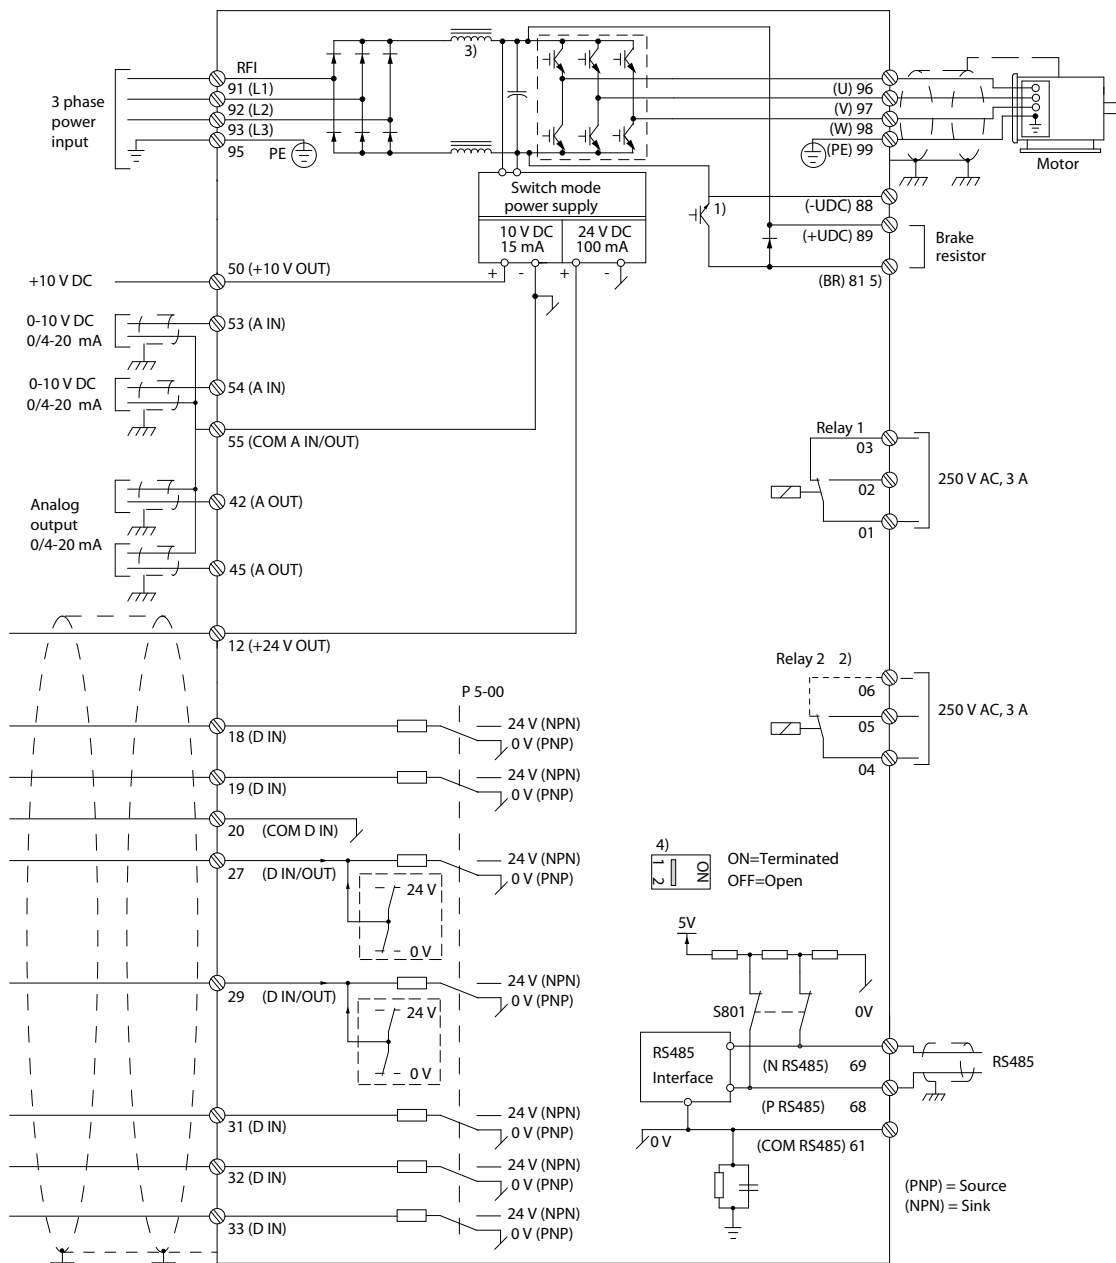 3 phase
power
input
RFI
91 (L1)
92 (L2)
93 (L3)
95
PE
3)
(U) 96
(V) 97
(W) 98
(PE) 99
Motor
Switch mode
power supply
10 V DC
15 mA
24 V DC
100 mA
+
-
+
-
1)
(-UDC) 88
(+UDC) 89
(BR) 81 5)
Brake
resistor
+10 V DC
50 (+10 V OUT)
0-10 V DC
0/4-20 mA
53 (A IN)
0-10 V DC
0/4-20 mA
54 (A IN)
55 (COM A IN/OUT)
Analog
output
0/4-20 mA
42 (A OUT)
45 (A OUT)
12 (+24 V OUT)
Relay 1
03
02
01
250 V AC, 3 A
Relay 2 2)
06
05
04
250 V AC, 3 A
P 5-00
18 (D IN)
24 V (NPN)
0 V (PNP)
19 (D IN)
24 V (NPN)
0 V (PNP)
20 (COM D IN)
27 (D IN/OUT)
24 V (NPN)
0 V (PNP)
24 V
0 V
29 (D IN/OUT)
24 V (NPN)
0 V (PNP)
24 V
0 V
31 (D IN)
24 V (NPN)
0 V (PNP)
32 (D IN)
24 V (NPN)
0 V (PNP)
33 (D IN)
24 V (NPN)
0 V (PNP)
4)
1 2
ON
ON=Terminated
OFF=Open
5V
S801
0V
RS485
Interface
(N RS485) 69
(P RS485) 68
RS485
0 V
(COM RS485) 61
(PNP) = Source
(NPN) = Sink